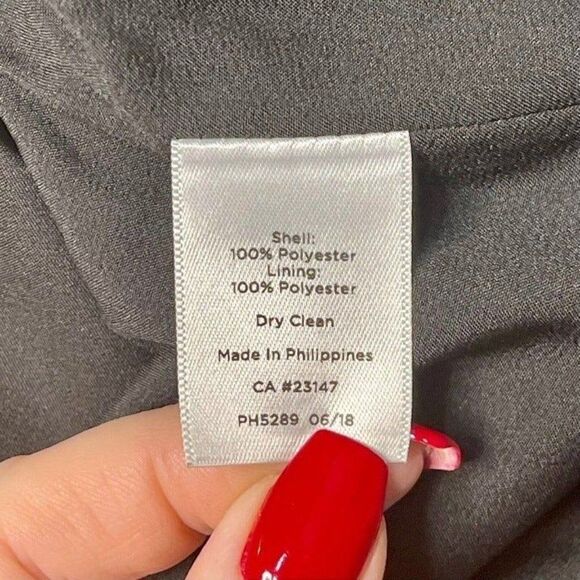 Shell:
100% Polyester
Lining:
100% Polyester
Dry Clean
Made In Philippines
CA #23147
PH5289 06/18